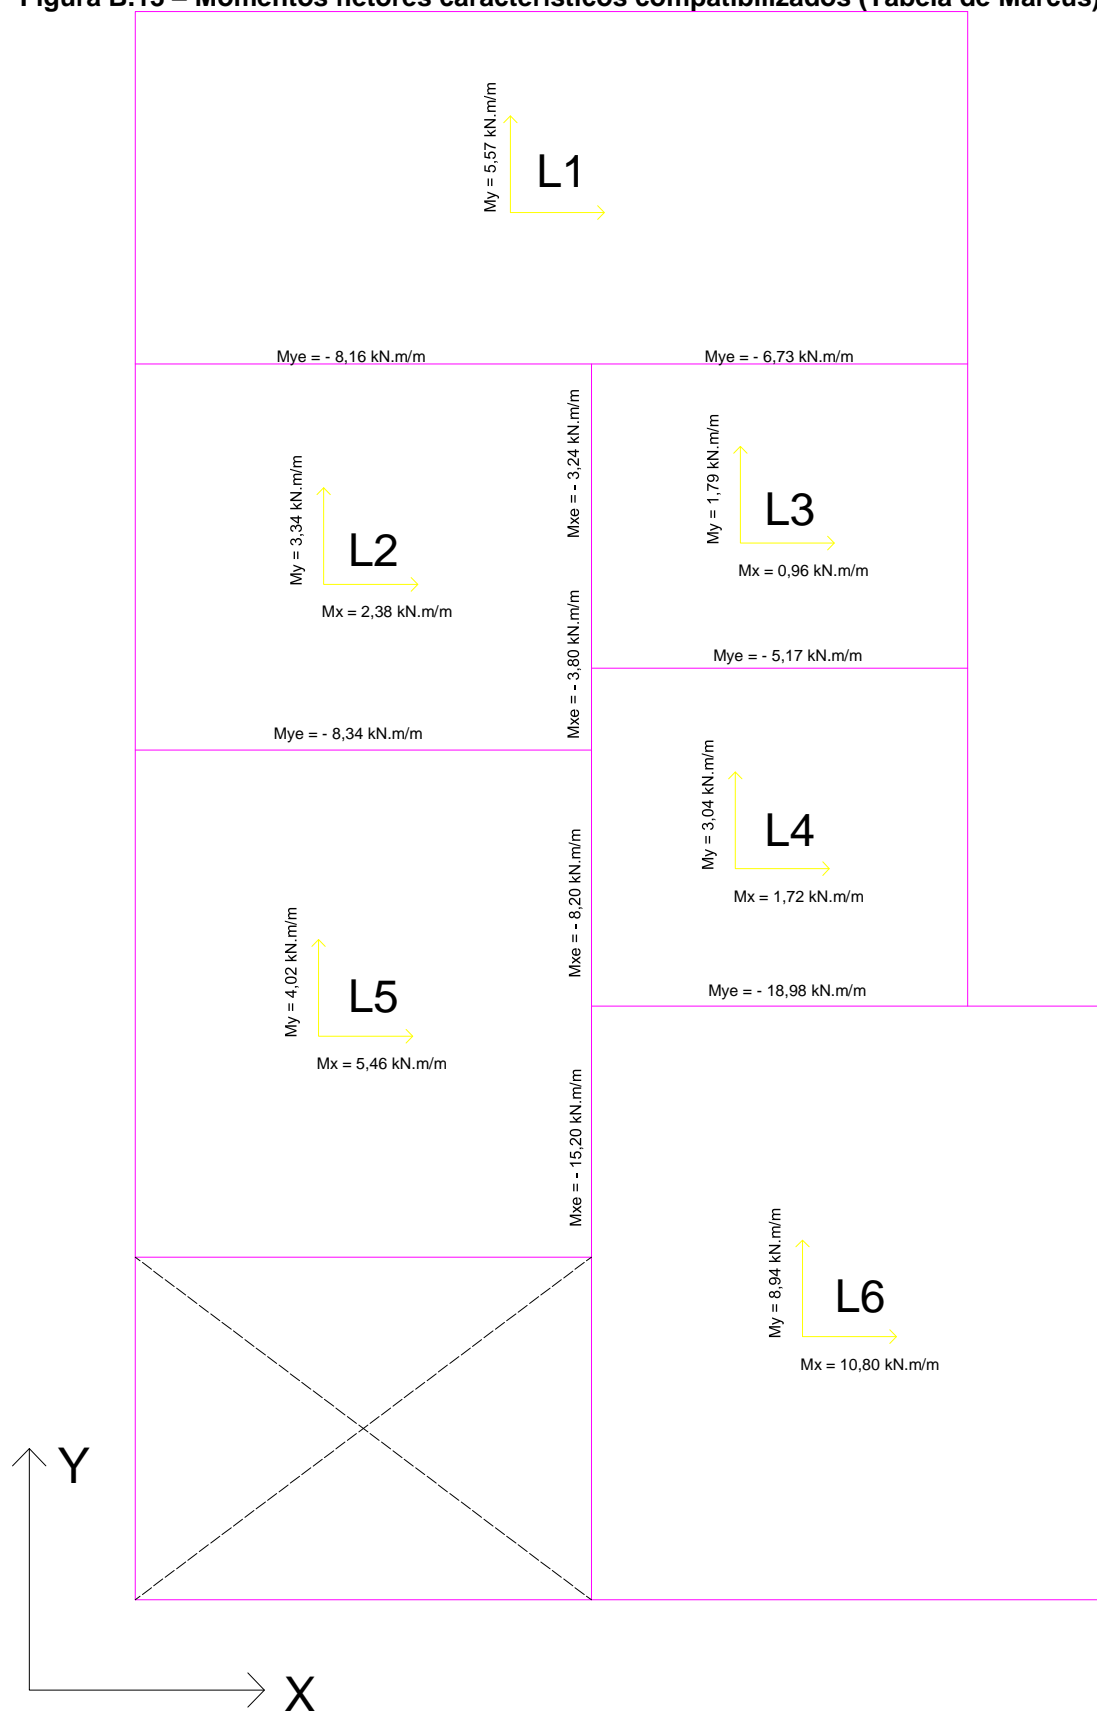 Figura B.15 – Momentos fletores característicos compatibilizados (Tabela de Marcus)
My = 5,57 kN.m/m
L1
Mye = - 8,16 kN.m/m
Mye = - 6,73 kN.m/m
Mxe = - 3,24 kN.m/m
My = 1,79 kN.m/m
L3
Mx = 0,96 kN.m/m
My = 3,34 kN.m/m
L2
Mx = 2,38 kN.m/m
Mxe = - 3,80 kN.m/m
Mye = - 5,17 kN.m/m
Mye = - 8,34 kN.m/m
My = 3,04 kN.m/m
L4
Mx = 1,72 kN.m/m
Mxe = - 8,20 kN.m/m
My = 4,02 kN.m/m
L5
Mx = 5,46 kN.m/m
Mye = - 18,98 kN.m/m
Mxe = - 15,20 kN.m/m
My = 8,94 kN.m/m
L6
Mx = 10,80 kN.m/m
Y
X